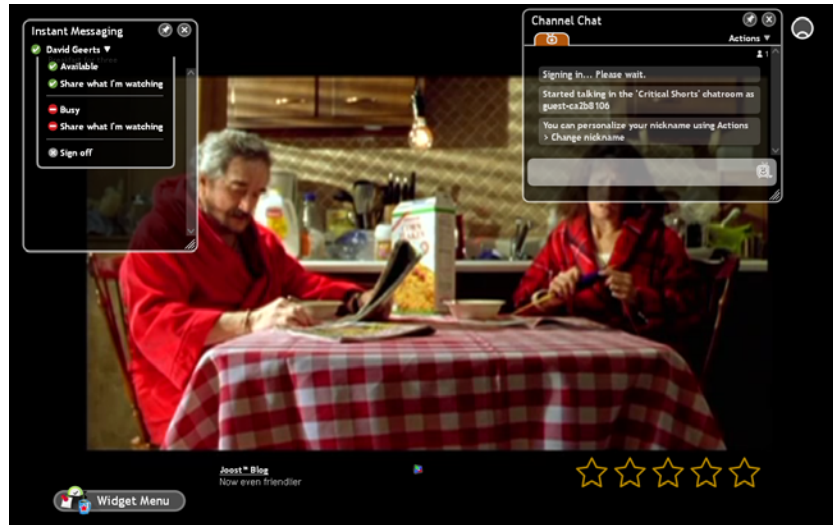 Instant Messaging
David Geerts ▼
Available
Share what I'm watching
Busy
Share what I'm watching
Sign off
Channel Chat
Actions ▼
1
Signing in... Please wait.
Started talking in the 'Critical Shorts' chatroom as
guest-ca2b8106
You can personalize your nickname using Actions
> Change nickname
CORN
FLAKES
Joost™ Blog
Now even friendlier
Widget Menu